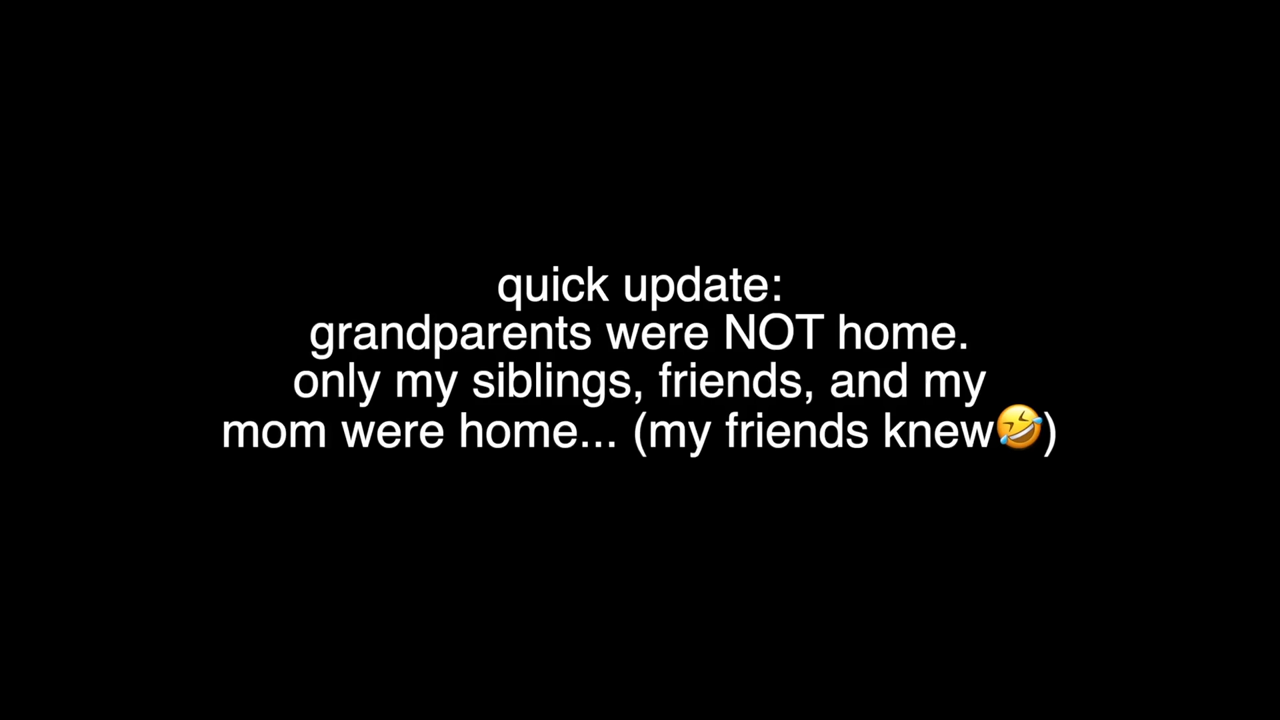 quick update:
grandparents were NOT home.
only my siblings, friends, and my
mom were home... (my friends knew🤣)